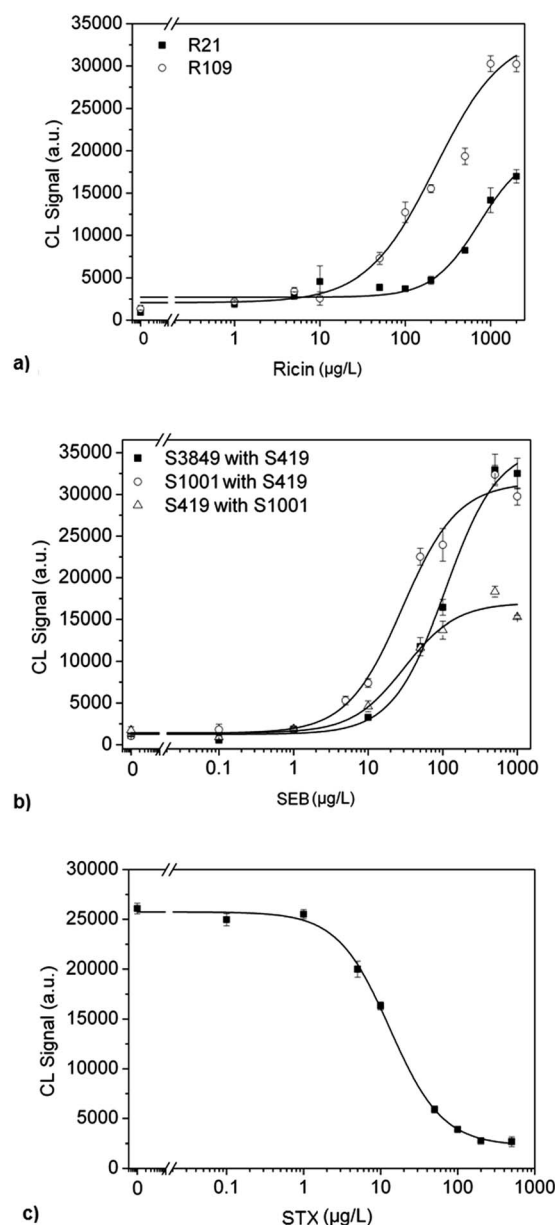 35000
R21
R109
30000
25000
20000
15000
10000
5000
0
CL Signal (a.u.)
0
1
10
100
1000
a)
Ricin (µg/L)
35000
S3849 with S419
S1001 with S419
S419 with S1001
30000
25000
20000
15000
10000
5000
0
CL Signal (a.u.)
0
0.1
1
10
100
1000
b)
SEB(µg/L)
30000
25000
20000
15000
10000
5000
0
CL Signal (a.u.)
0
0.1
1
10
100
1000
c)
STX (µg/L)